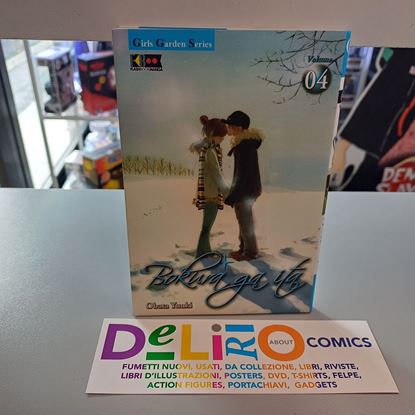 Girls Garden Series
Volume
04
Bokura ga ita
Obata Yuuki
DeLiRiO
ABOUT
COMICS
FUMETTI NUOVI, USATI, DA COLLEZIONE, LIBRI, RIVISTE,
LIBRI D'ILLUSTRAZIONI, POSTERS, DVD, T-SHIRTS, FELPE,
ACTION FIGURES, PORTACHIAVI, GADGETS